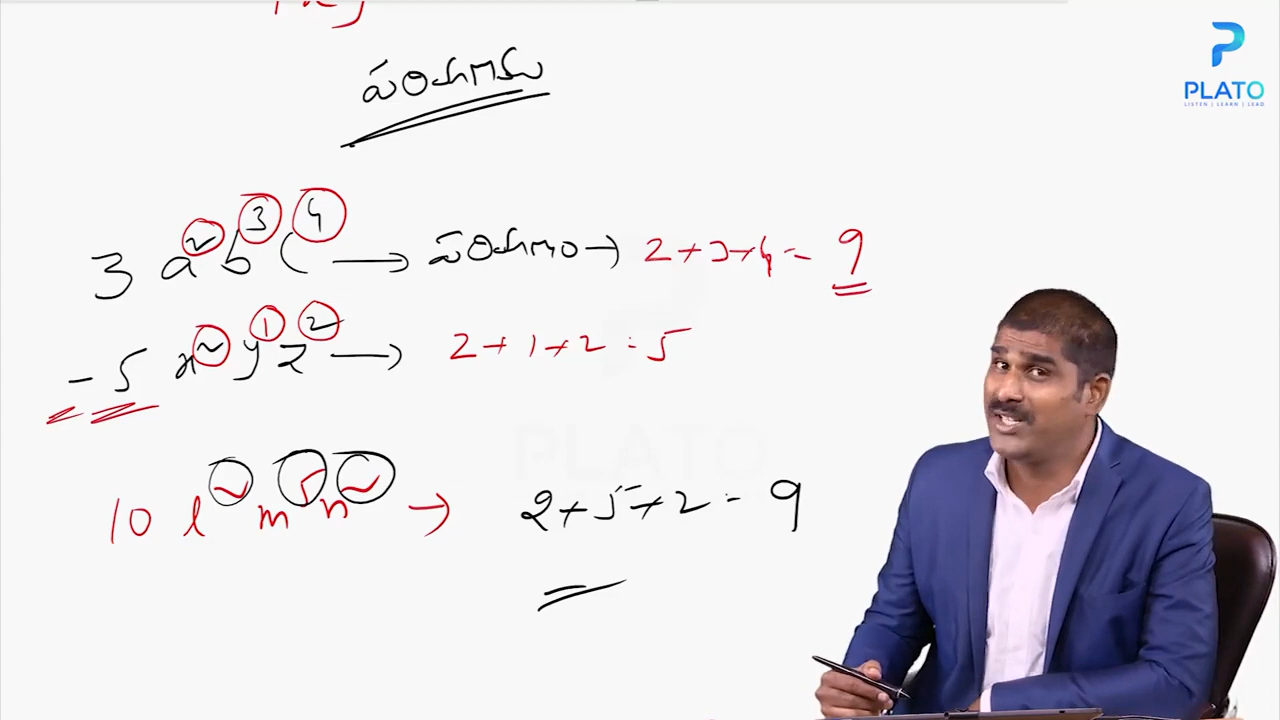 P
PLATO
LISTEN | LEARN | LEAD
పరిమాణము
3 a²b³c⁴ → పరిమాణం → 2+3+4 = 9
-5 x²y¹z² → 2+1+2 = 5
10 l²m⁵n² → 2+5+2 = 9
PLATO